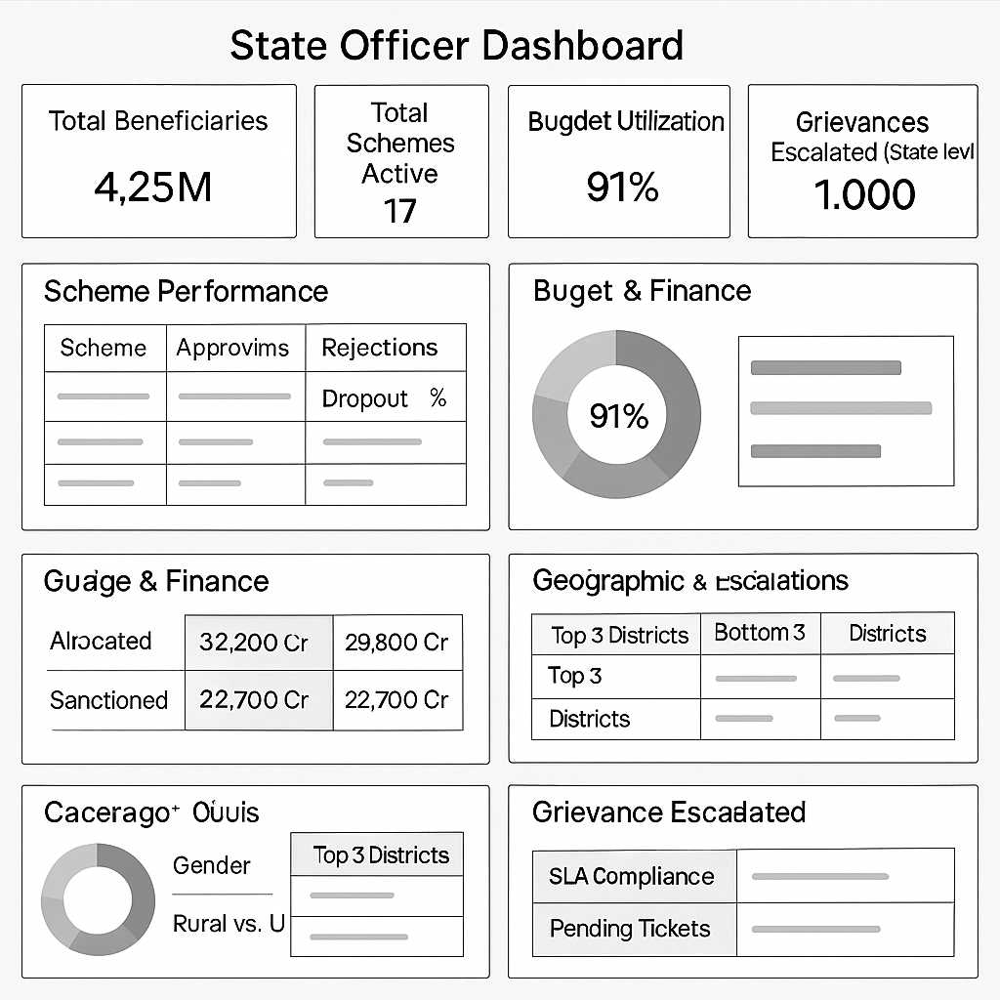 State Officer Dashboard
Total Beneficiaries
4,25M
Total
Schemes
Active
17
Bugdet Utilization
91%
Grievances
Escalated (State levl
1.000
Scheme Performance
Scheme Approvims Rejections
Dropout %
Buget & Finance
91%
Guage & Finance
Alrocated 32,200 Cr 29,800 Cr
Sanctioned 22,700 Cr 22,700 Cr
Geographic & Escalations
Top 3 Districts Bottom 3 Districts
Top 3
Districts
Cacerago⁺
Gender
Rural vs. U
Top 3 Districts
Grievance Escadated
SLA Compliance
Pending Tickets